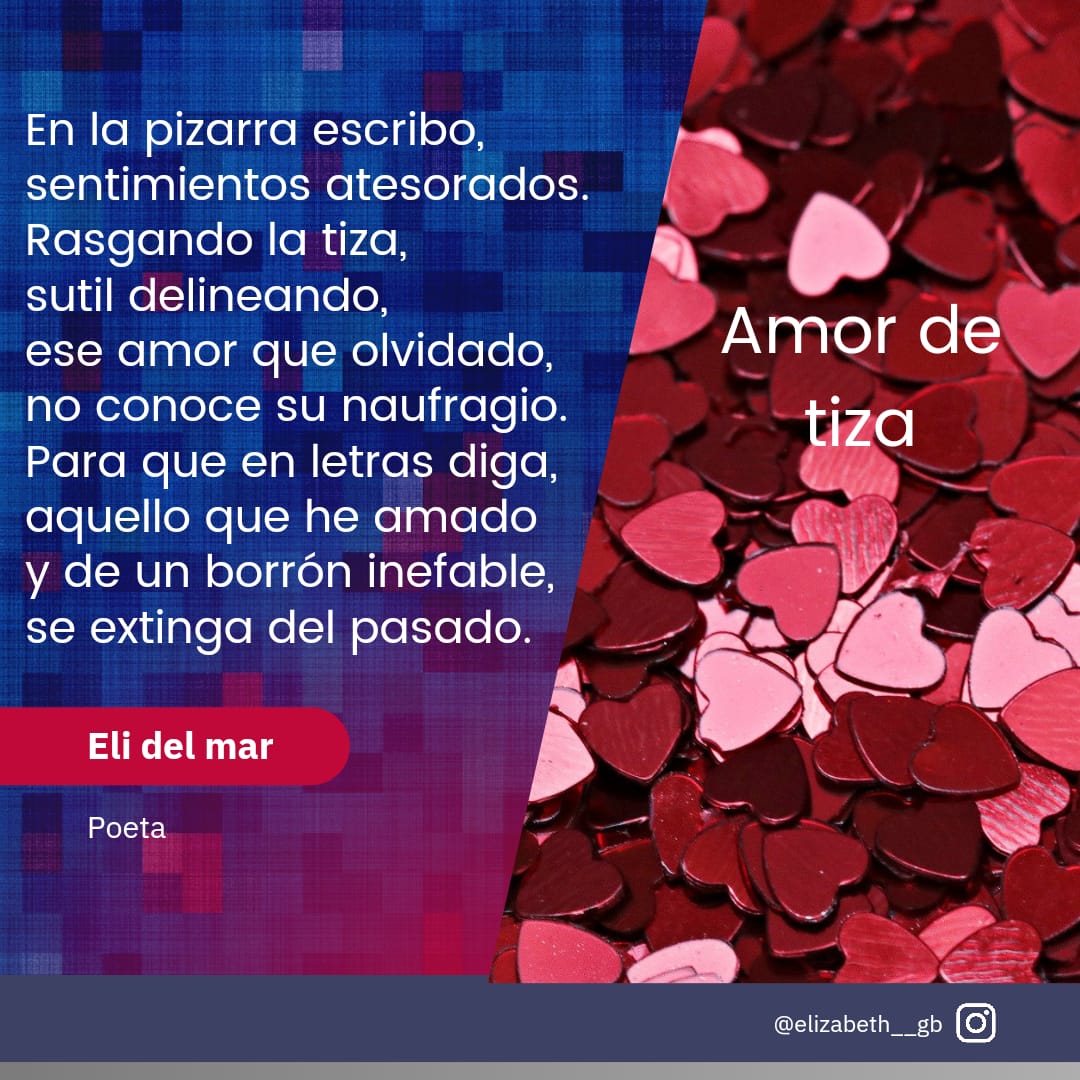 En la pizarra escribo,
sentimientos atesorados.
Rasgando la tiza,
sutil delineando,
ese amor que olvidado,
no conoce su naufragio.
Para que en letras diga,
aquello que he amado
y de un borrón inefable,
se extinga del pasado.
Eli del mar
Poeta
Amor de
tiza
@elizabeth__gb